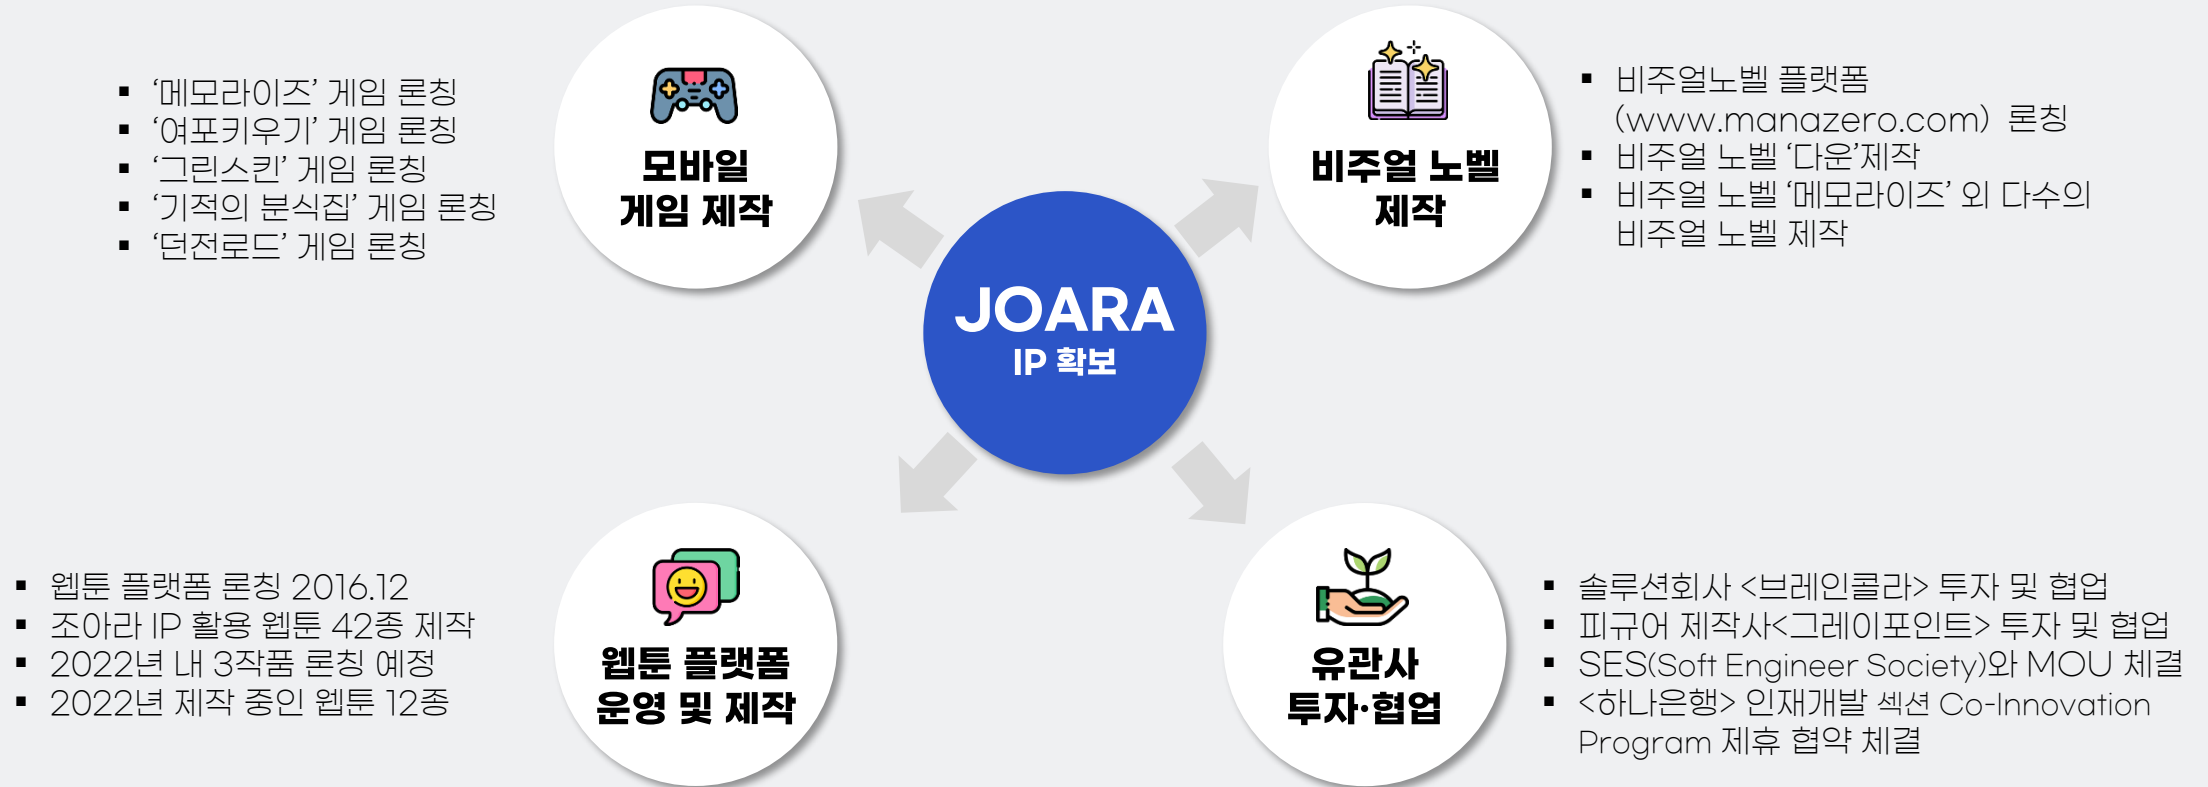 ▪ ‘메모라이즈’ 게임 론칭
▪ ‘여포키우기’ 게임 론칭
▪ ‘그린스킨’ 게임 론칭
▪ ‘기적의 분식집’ 게임 론칭
▪ ‘던전로드’ 게임 론칭
모바일
게임 제작
비주얼 노벨
제작
▪ 비주얼노벨 플랫폼
(www.manazero.com) 론칭
▪ 비주얼 노벨 ‘다운’제작
▪ 비주얼 노벨 ‘메모라이즈’ 외 다수의
비주얼 노벨 제작
JOARA
IP 확보
▪ 웹툰 플랫폼 론칭 2016.12
▪ 조아라 IP 활용 웹툰 42종 제작
▪ 2022년 내 3작품 론칭 예정
▪ 2022년 제작 중인 웹툰 12종
웹툰 플랫폼
운영 및 제작
유관사
투자·협업
▪ 솔루션회사 <브레인콜라> 투자 및 협업
▪ 피규어 제작사<그레이포인트> 투자 및 협업
▪ SES(Soft Engineer Society)와 MOU 체결
▪ <하나은행> 인재개발 섹션 Co-Innovation
Program 제휴 협약 체결